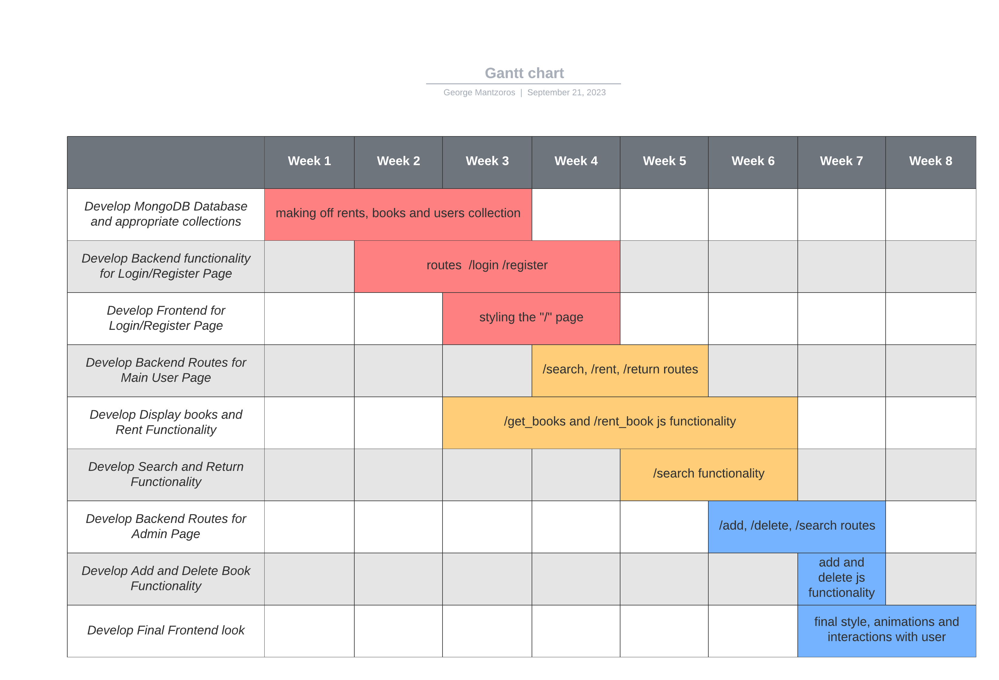 Gantt chart
George Mantzoros | September 21, 2023
Week 1 Week 2 Week 3 Week 4 Week 5 Week 6 Week 7 Week 8
Develop MongoDB Database
and appropriate collections
making off rents, books and users collection
Develop Backend functionality
for Login/Register Page
routes  /login /register
Develop Frontend for
Login/Register Page
styling the "/" page
Develop Backend Routes for
Main User Page
/search, /rent, /return routes
Develop Display books and
Rent Functionality
/get_books and /rent_book js functionality
Develop Search and Return
Functionality
/search functionality
Develop Backend Routes for
Admin Page
/add, /delete, /search routes
Develop Add and Delete Book
Functionality
add and
delete js
functionality
Develop Final Frontend look
final style, animations and
interactions with user